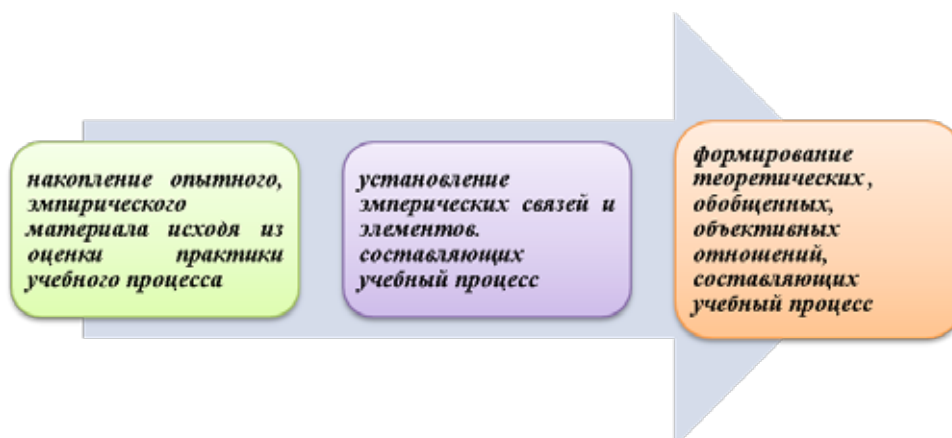 накопление опытного,
эмпирического
материала исходя из
оценки практики
учебного процесса
установление
эмперических связей и
элементов.
составляющих
учебный процесс
формирование
теоретических ,
обобщенных,
объективных
отношений,
составляющих
учебный процесс